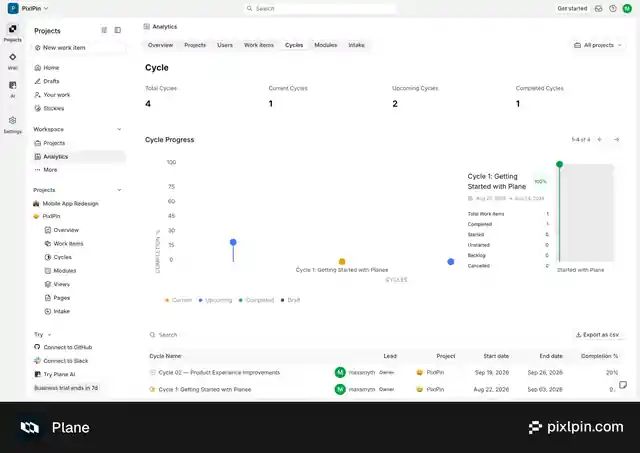 PixlPin
Search
Get started
M
Projects
Wiki
AI
Settings
Projects
New work item
Home
Drafts
Your work
Stickies
Workspace
Projects
Analytics
More
Projects
Mobile App Redesign
PixlPin
Overview
Work items
Cycles
Modules
Views
Pages
Intake
Try
Connect to GitHub
Connect to Slack
Try Plane AI
Business trial ends in 7d
Analytics
Overview Projects Users Work items Cycles Modules Intake
All projects
Cycle
Total Cycles Current Cycles Upcoming Cycles Completed Cycles
4 1 2 1
Cycle Progress
1-4 of 4
100
75
60
45
30
15
0
COMPLETION %
Cycle 1: Getting Started with Planee
CYCLES
Current Upcoming Completed Draft
Cycle 1: Getting
Started with Plane
100%
Total Work items 1
Completed 1
Started 0
Unstarted 0
Backlog 0
Cancelled 0
Started with Plane
Search
Export as csv
Cycle Name Lead Project Start date End date Completion %
Cycle 02 — Product Experience Improvements M maxsmyth Owner PixPin Sep 19, 2026 Sep 26, 2026 20%
Cycle 1: Getting Started with Planee M maxsmyth Owner PixPin Aug 22, 2026 Sep 03, 2026 0.
Plane
pixlpin.com